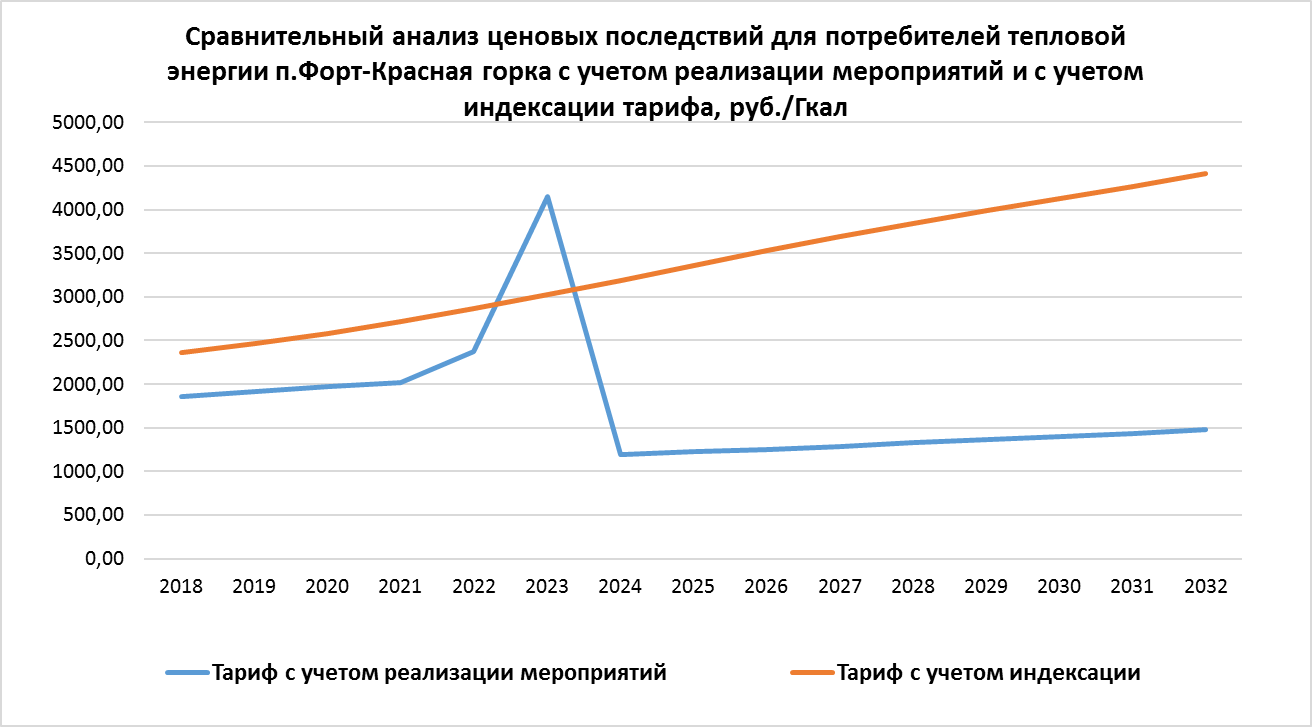 Сравнительный анализ ценовых последствий для потребителей тепловой
энергии п.Форт-Красная горка с учетом реализации мероприятий и с учетом
индексации тарифа, руб./Гкал
5000,00
4500,00
4000,00
3500,00
3000,00
2500,00
2000,00
1500,00
1000,00
500,00
0,00
2018 2019 2020 2021 2022 2023 2024 2025 2026 2027 2028 2029 2030 2031 2032
Тариф с учетом реализации мероприятий Тариф с учетом индексации